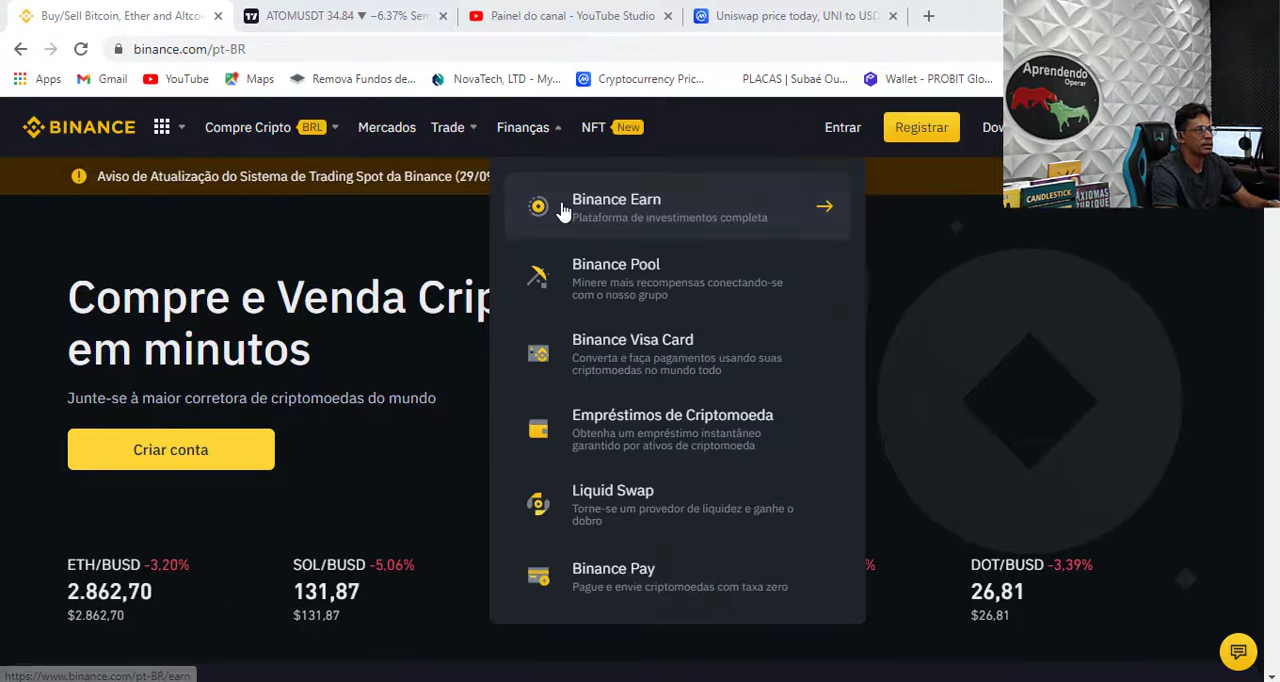 Buy/Sell Bitcoin, Ether and Altcoi
ATOMUSDT 34.84 ▼ −6.37% Sem
Painel do canal - YouTube Studio
Uniswap price today, UNI to USD
binance.com/pt-BR
Apps
Gmail
YouTube
Maps
Remova Fundos de...
NovaTech, LTD - My...
Cryptocurrency Pric...
PLACAS | Subaé Ou...
Wallet - PROBIT Glo...
Aprendendo
Operar
CANDLESTICK
AXIOMAS
BINANCE
Compre Cripto BRL
Mercados
Trade
Finanças
NFT New
Entrar
Registrar
Dow
Aviso de Atualização do Sistema de Trading Spot da Binance (29/09
Compre e Venda Crip
em minutos
Junte-se à maior corretora de criptomoedas do mundo
Criar conta
Binance Earn
Plataforma de investimentos completa
Binance Pool
Minere mais recompensas conectando-se
com o nosso grupo
Binance Visa Card
Converta e faça pagamentos usando suas
criptomoedas no mundo todo
Empréstimos de Criptomoeda
Obtenha um empréstimo instantâneo
garantido por ativos de criptomoeda
Liquid Swap
Torne-se um provedor de liquidez e ganhe o
dobro
Binance Pay
Pague e envie criptomoedas com taxa zero
ETH/BUSD -3,20%
2.862,70
$2.862,70
SOL/BUSD -5,06%
131,87
$131,87
%
DOT/BUSD -3,39%
26,81
$26,81
https://www.binance.com/pt-BR/earn